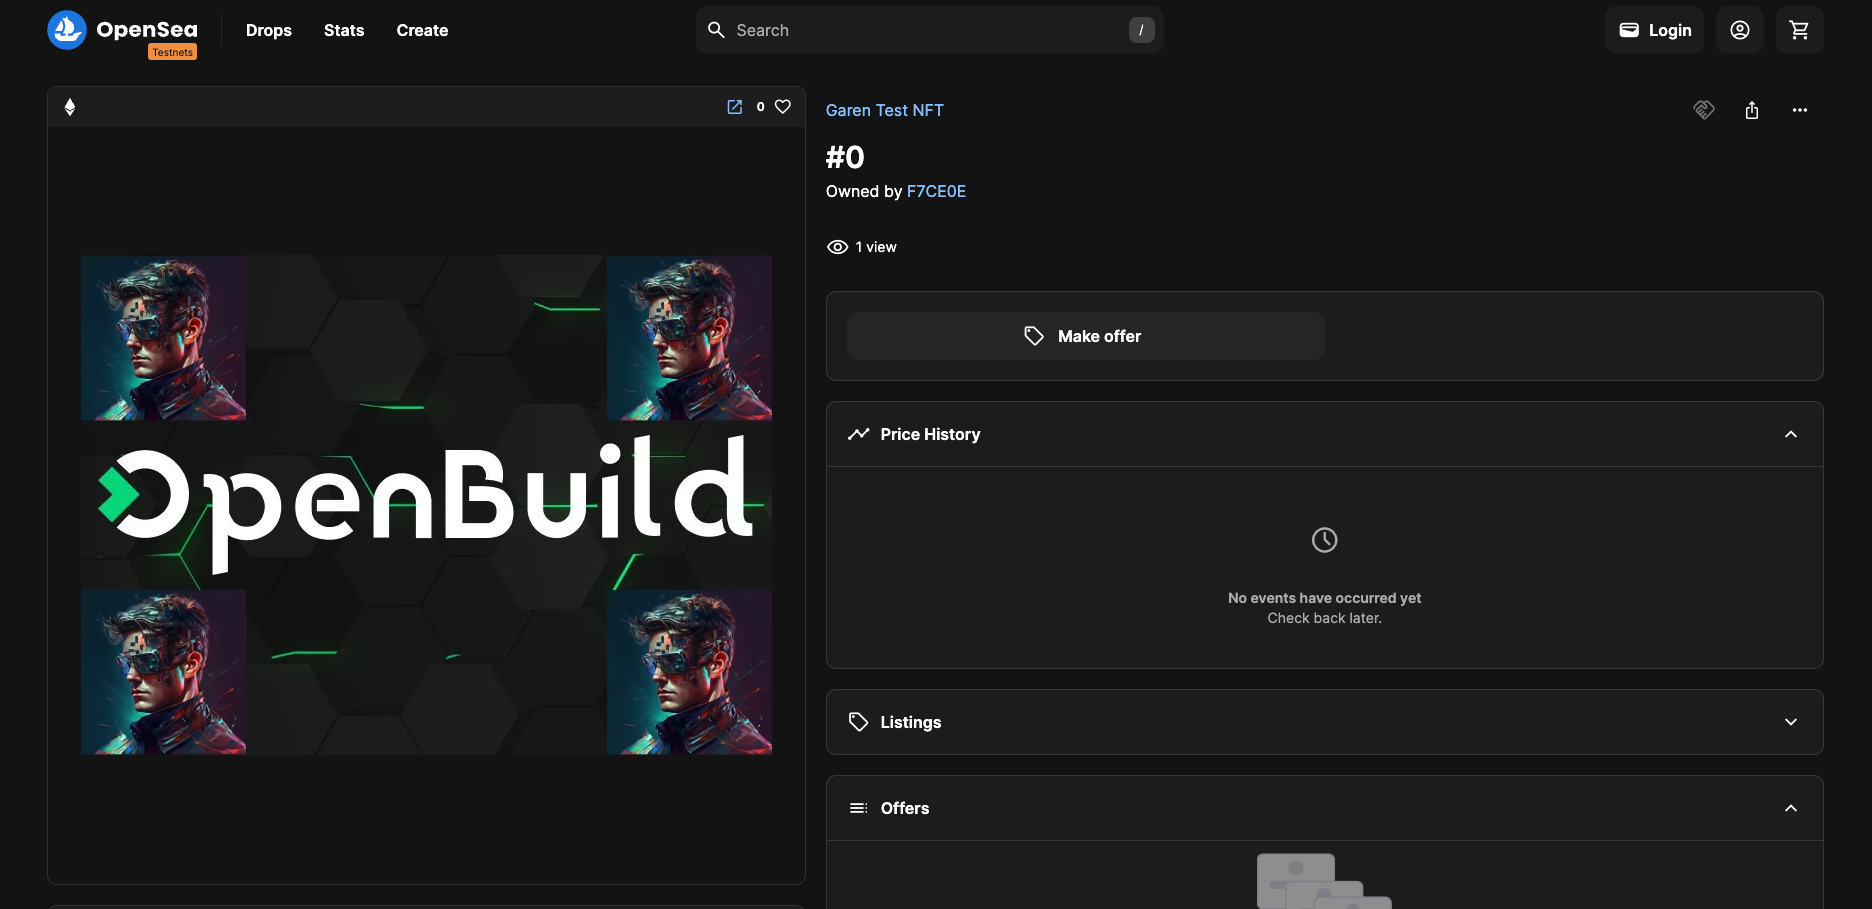 OpenSea
Testnets
Drops
Stats
Create
Search
/
Login
0
Garen Test NFT
#0
Owned by F7CE0E
1 view
Make offer
Price History
No events have occurred yet
Check back later.
OpenBuild
Listings
Offers